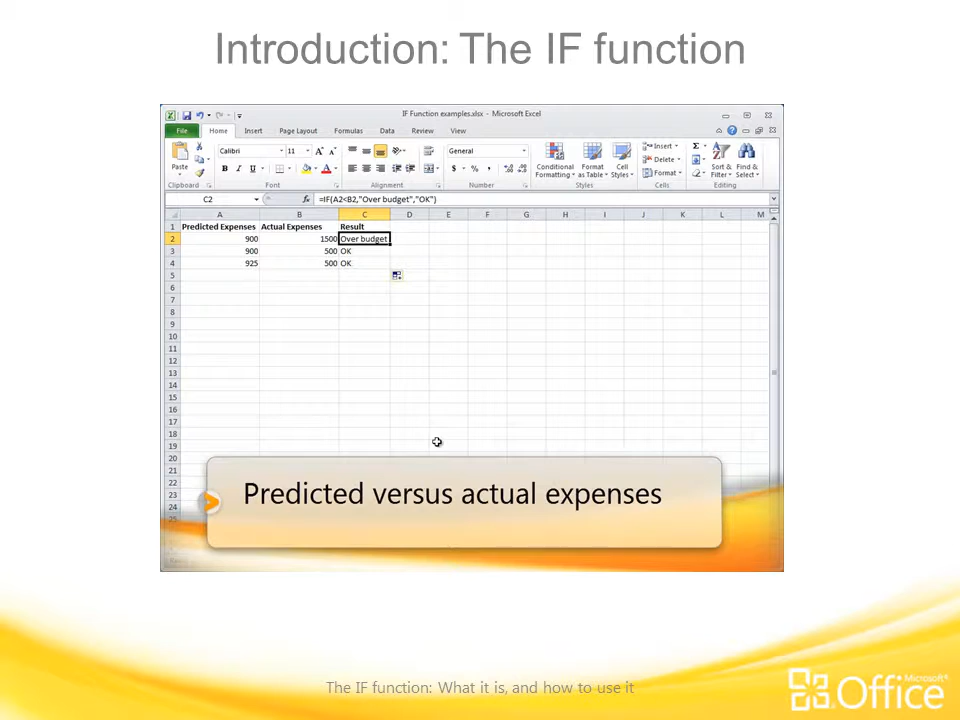 Introduction: The IF function
IF Function examples.xlsx - Microsoft Excel
File Home Insert Page Layout Formulas Data Review View
Calibri 11 General
Paste Conditional Formatting Format as Table Cell Styles Insert Delete Format Sort & Filter Find & Select
Clipboard Font Alignment Number Styles Cells Editing
C2 fx =IF(A2<B2,"Over budget","OK")
A B C D E F G H I J K L M
1 Predicted Expenses Actual Expenses Result
2 900 1500 Over budget
3 900 500 OK
4 925 500 OK
5
6
7
8
9
10
11
12
13
14
15
16
17
18
19
20
21
22
23
24
25
Predicted versus actual expenses
The IF function: What it is, and how to use it
Microsoft®
Office